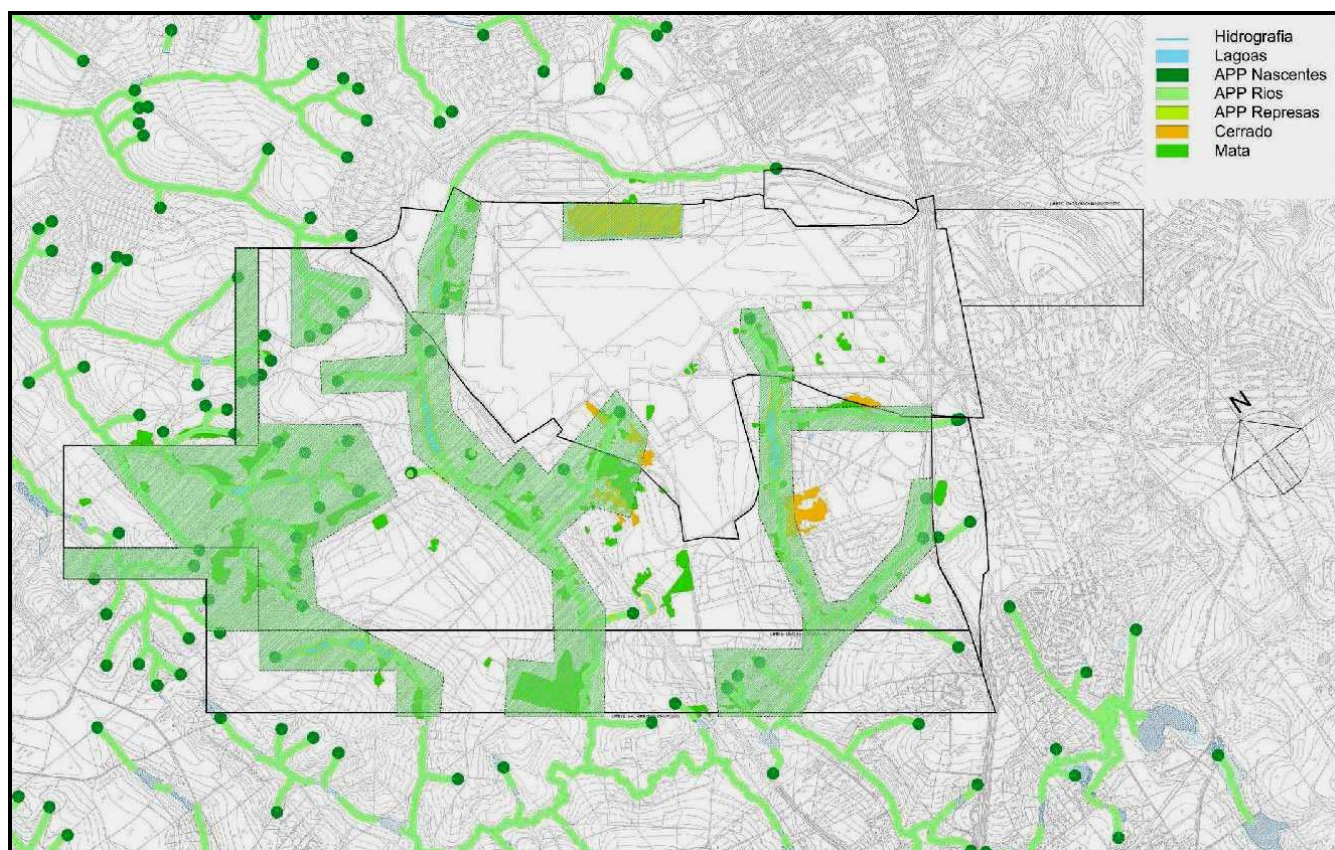 Hidrografia
Lagoas
APP Nascentes
APP Rios
APP Represas
Cerrado
Mata
N